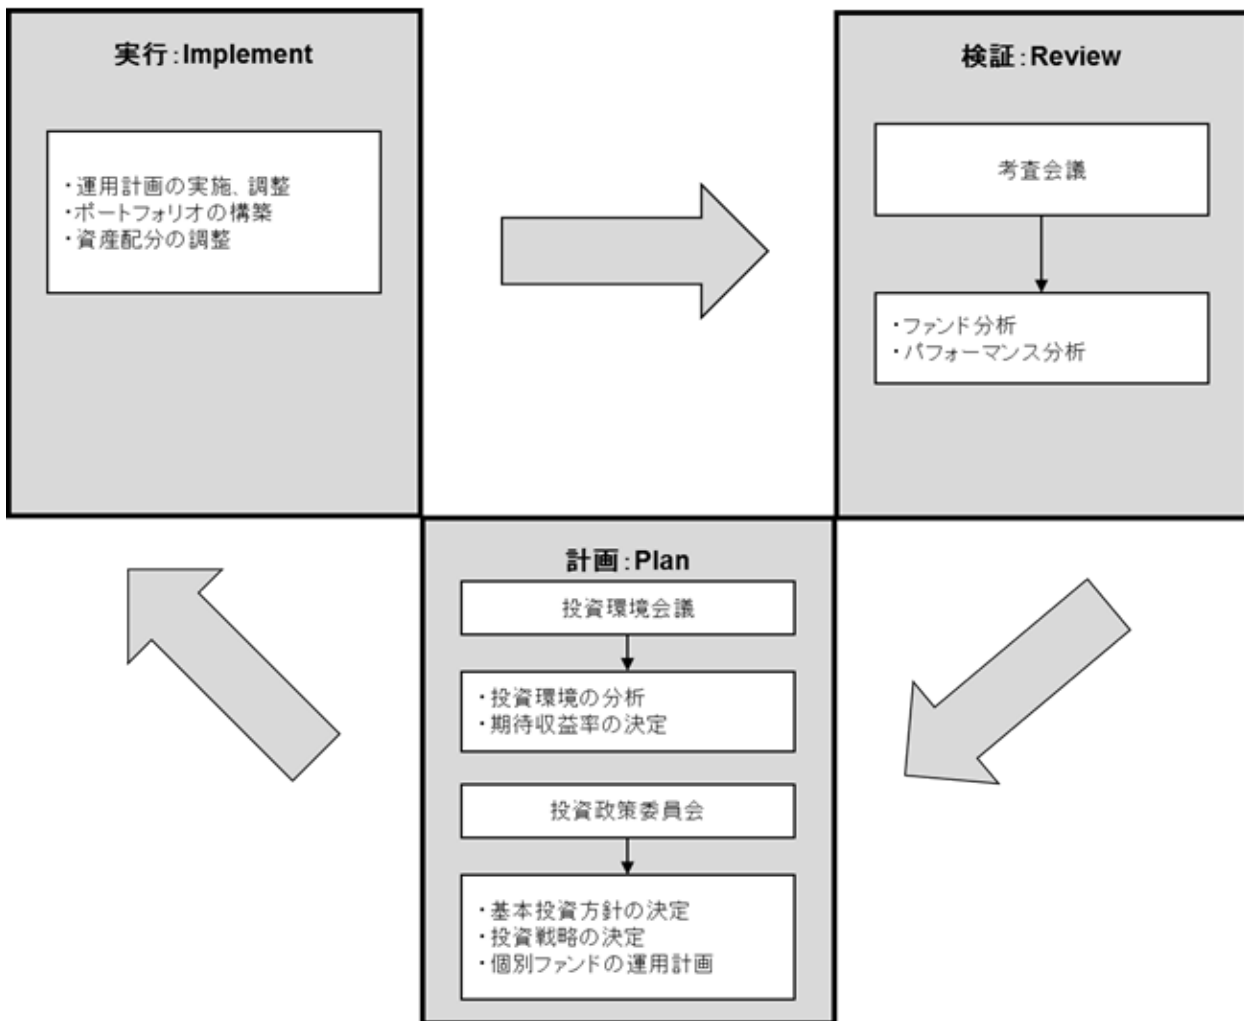 実行:Implement
・運用計画の実施、調整
・ポートフォリオの構築
・資産配分の調整
検証:Review
考査会議
・ファンド分析
・パフォーマンス分析
計画:Plan
投資環境会議
・投資環境の分析
・期待収益率の決定
投資政策委員会
・基本投資方針の決定
・投資戦略の決定
・個別ファンドの運用計画